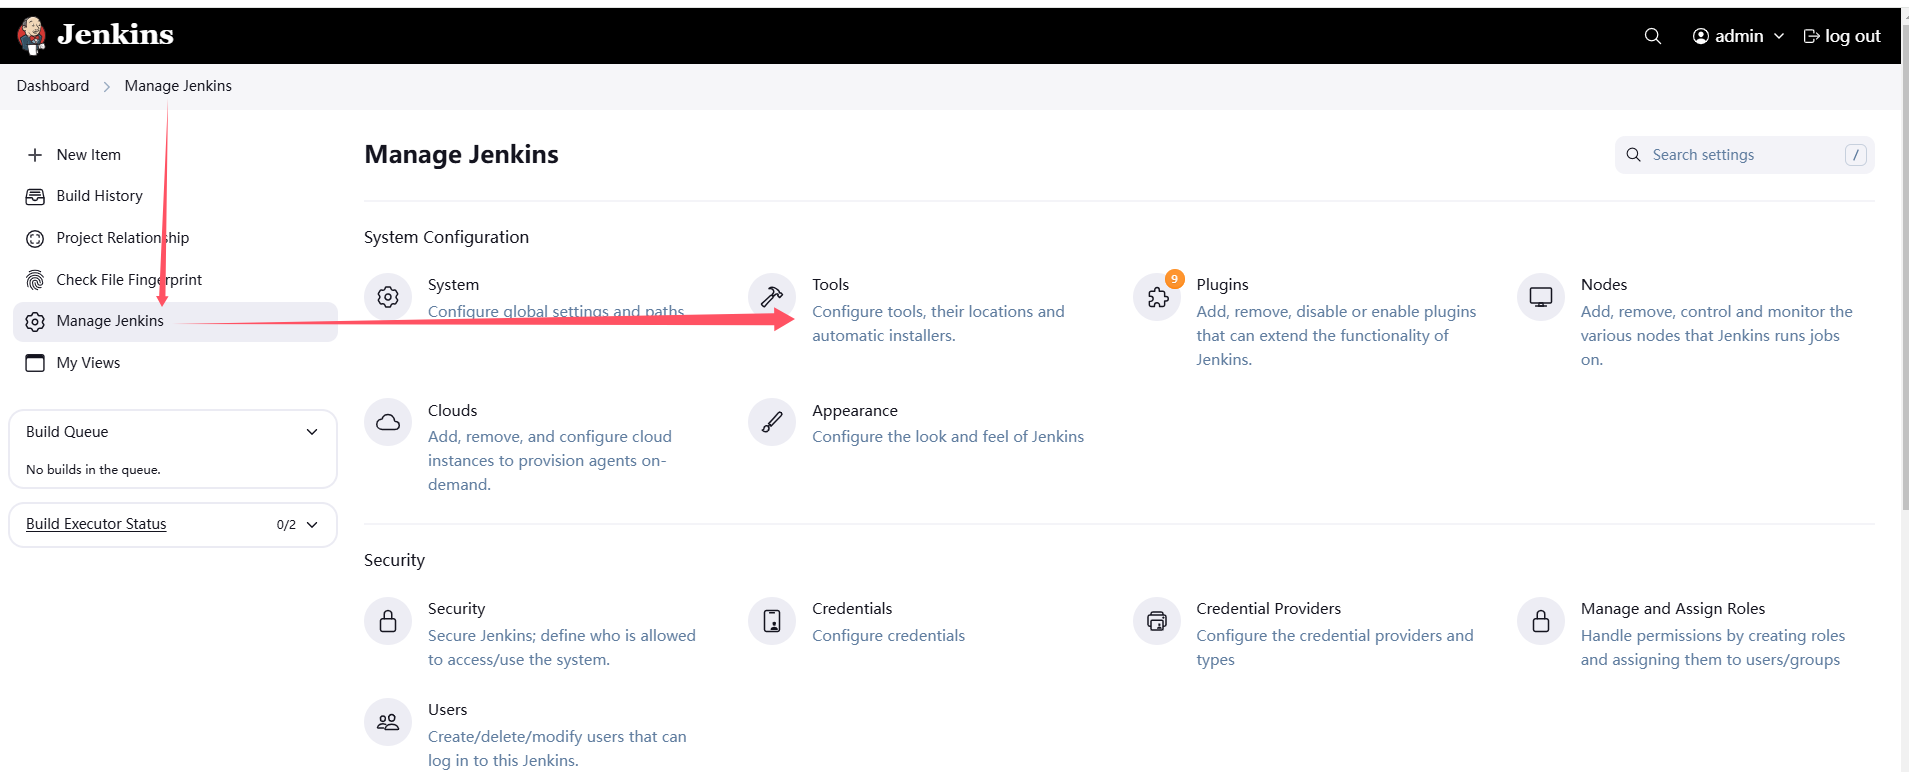 Jenkins
admin
log out
Dashboard
Manage Jenkins
New Item
Build History
Project Relationship
Check File Fingerprint
Manage Jenkins
My Views
Build Queue
No builds in the queue.
Build Executor Status
0/2
Manage Jenkins
Search settings
/
System Configuration
System
Configure global settings and paths.
Tools
Configure tools, their locations and
automatic installers.
9
Plugins
Add, remove, disable or enable plugins
that can extend the functionality of
Jenkins.
Nodes
Add, remove, control and monitor the
various nodes that Jenkins runs jobs
on.
Clouds
Add, remove, and configure cloud
instances to provision agents on-
demand.
Appearance
Configure the look and feel of Jenkins
Security
Security
Secure Jenkins; define who is allowed
to access/use the system.
Credentials
Configure credentials
Credential Providers
Configure the credential providers and
types
Manage and Assign Roles
Handle permissions by creating roles
and assigning them to users/groups
Users
Create/delete/modify users that can
log in to this Jenkins.